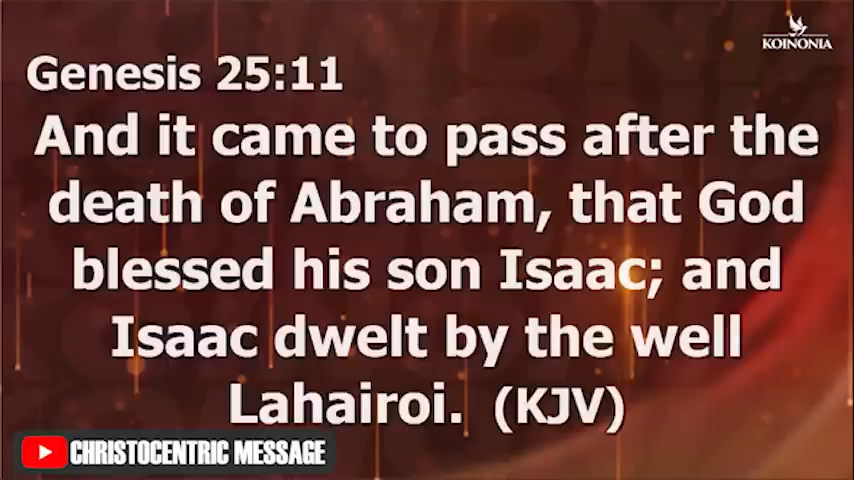 KOINONIA
Genesis 25:11
And it came to pass after the
death of Abraham, that God
blessed his son Isaac; and
Isaac dwelt by the well
Lahairoi. (KJV)
CHRISTOCENTRIC MESSAGE